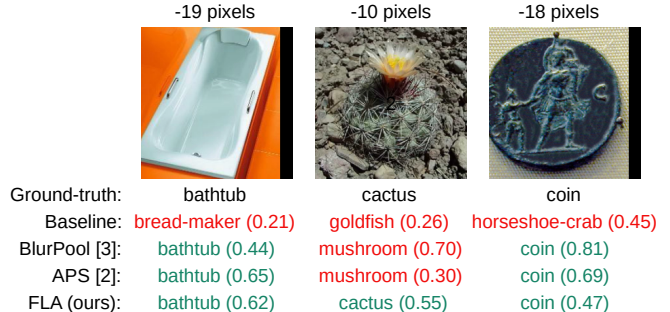 -19 pixels -10 pixels -18 pixels
Ground-truth: bathtub cactus coin
Baseline: bread-maker (0.21) goldfish (0.26) horseshoe-crab (0.45)
BlurPool [3]: bathtub (0.44) mushroom (0.70) coin (0.81)
APS [2]: bathtub (0.65) mushroom (0.30) coin (0.69)
FLA (ours): bathtub (0.62) cactus (0.55) coin (0.47)